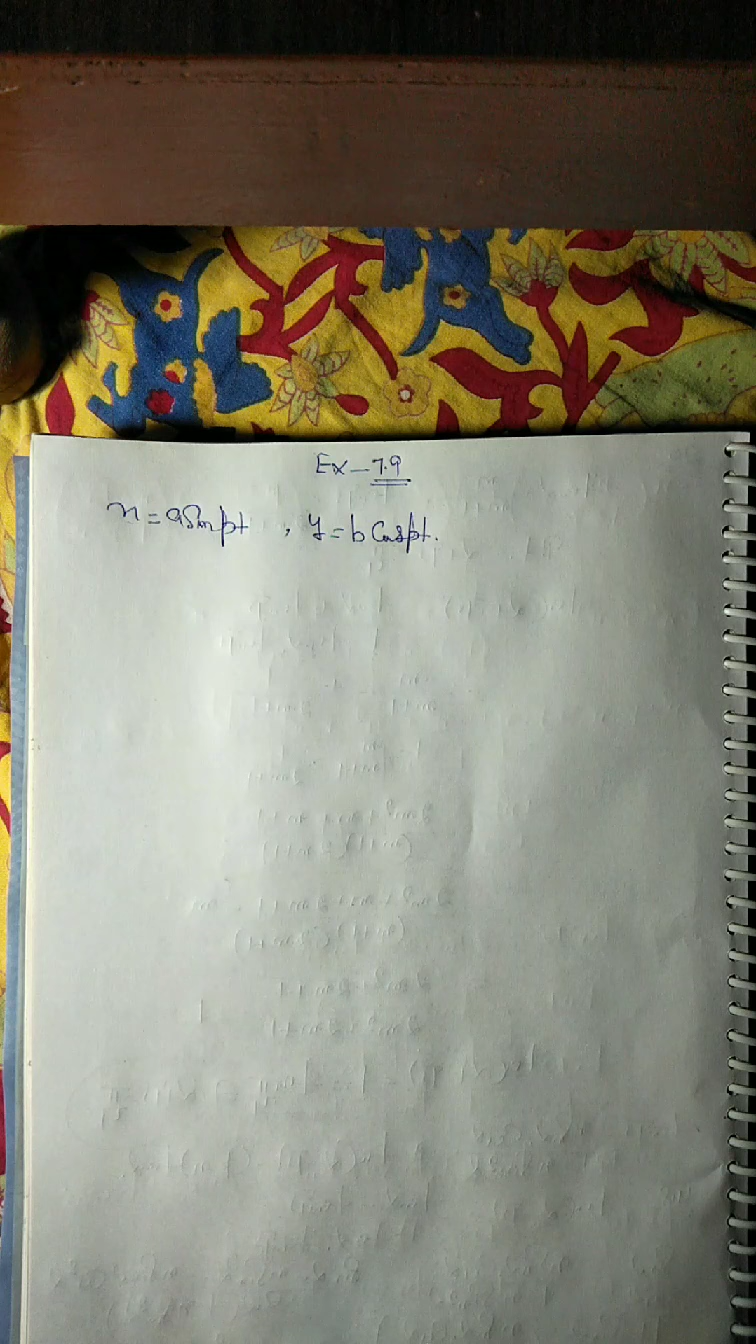 Ex - 7.9
x = a Sin pt , y = b Cos pt.